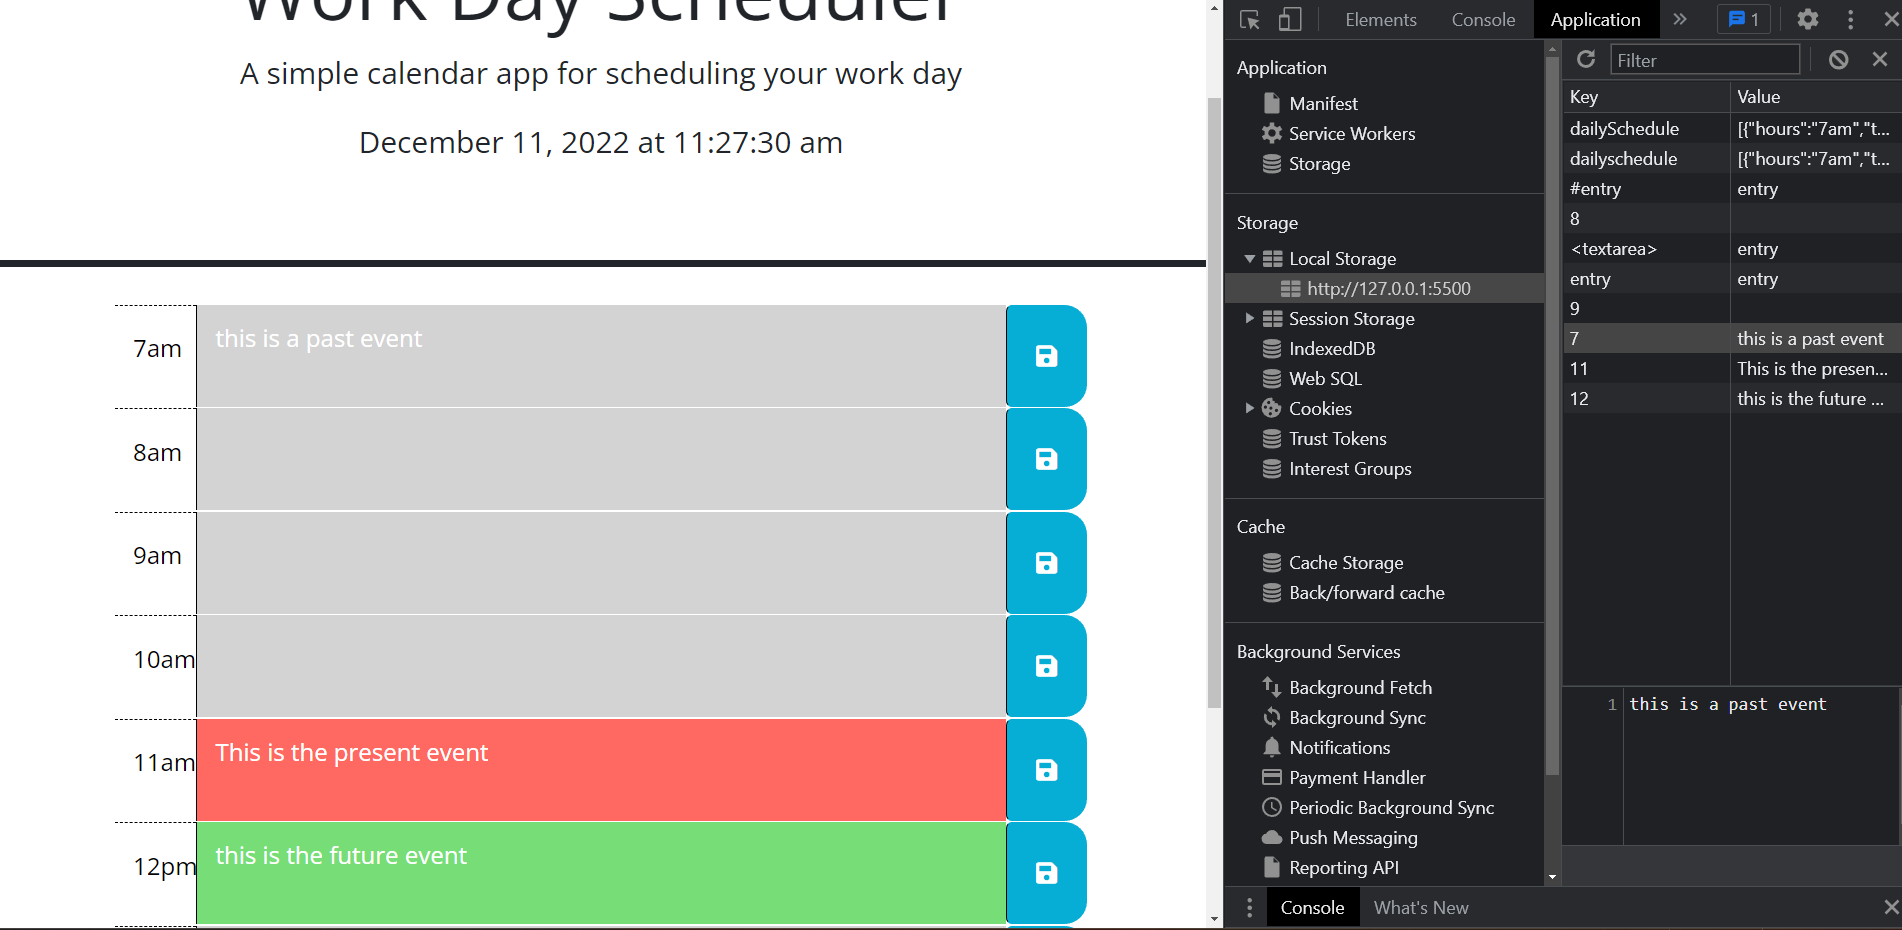 Work Day Scheduler
A simple calendar app for scheduling your work day
December 11, 2022 at 11:27:30 am
7am this is a past event
8am
9am
10am
11am This is the present event
12pm this is the future event
Elements Console Application » 1
Application
Manifest
Service Workers
Storage
Storage
Local Storage
http://127.0.0.1:5500
Session Storage
IndexedDB
Web SQL
Cookies
Trust Tokens
Interest Groups
Cache
Cache Storage
Back/forward cache
Background Services
Background Fetch
Background Sync
Notifications
Payment Handler
Periodic Background Sync
Push Messaging
Reporting API
Filter
Key Value
dailySchedule [{"hours":"7am","t...
dailyschedule [{"hours":"7am","t...
#entry entry
8
<textarea> entry
entry entry
9
7 this is a past event
11 This is the presen...
12 this is the future ...
1 this is a past event
Console What's New